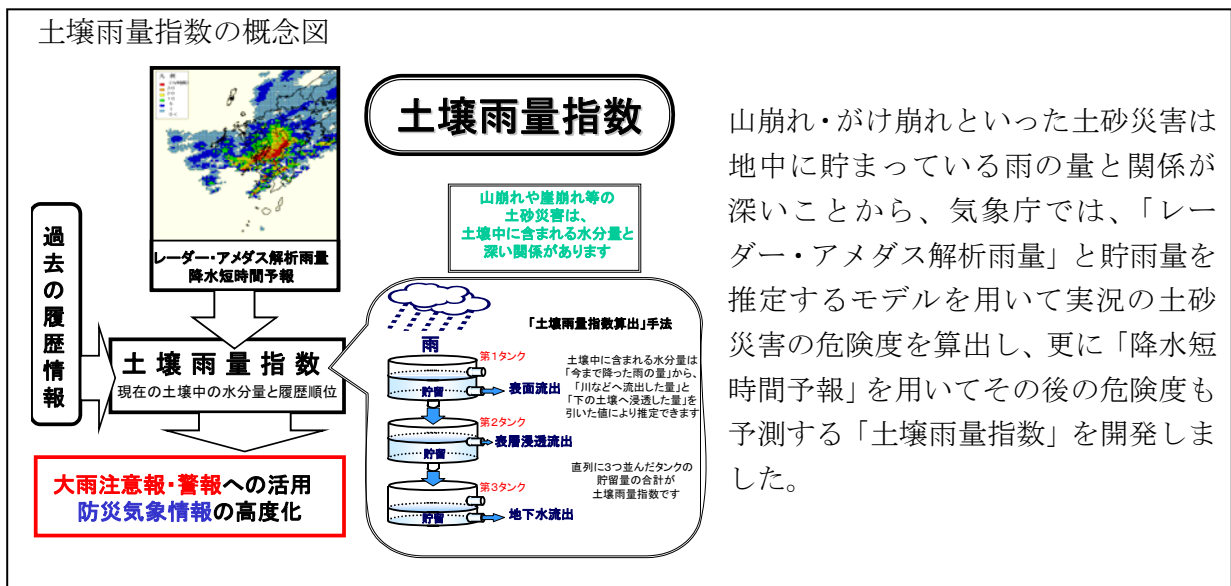 土壌雨量指数の概念図
土壌雨量指数
山崩れや崖崩れ等の
土砂災害は、
土壌中に含まれる水分量と
深い関係があります
レーダー・アメダス解析雨量
降水短時間予報
過去の履歴情報
土壌雨量指数
現在の土壌中の水分量と履歴順位
大雨注意報・警報への活用
防災気象情報の高度化
「土壌雨量指数算出」手法
雨
第1タンク
貯留
表面流出
第2タンク
貯留
表層浸透流出
第3タンク
貯留
地下水流出
土壌中に含まれる水分量は
「今まで降った雨の量」から、
「川などへ流出した量」と
「下の土壌へ浸透した量」を
引いた値により推定できます
直列に3つ並んだタンクの
貯留量の合計が
土壌雨量指数です
山崩れ・がけ崩れといった土砂災害は
地中に貯まっている雨の量と関係が
深いことから、気象庁では、「レー
ダー・アメダス解析雨量」と貯雨量を
推定するモデルを用いて実況の土砂
災害の危険度を算出し、更に「降水短
時間予報」を用いてその後の危険度も
予測する「土壌雨量指数」を開発しま
した。